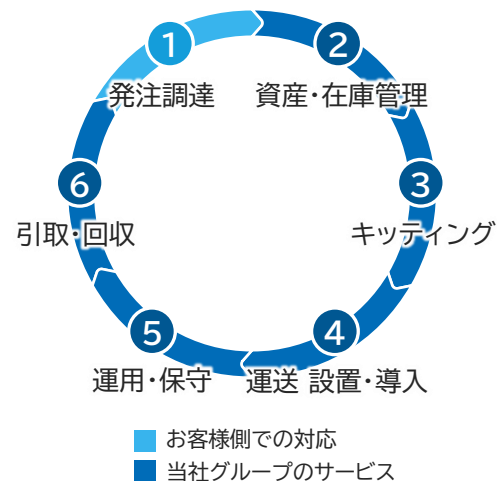 1
発注調達
2
資産・在庫管理
3
キッティング
4
運送 設置・導入
5
運用・保守
6
引取・回収
お客様側での対応
当社グループのサービス